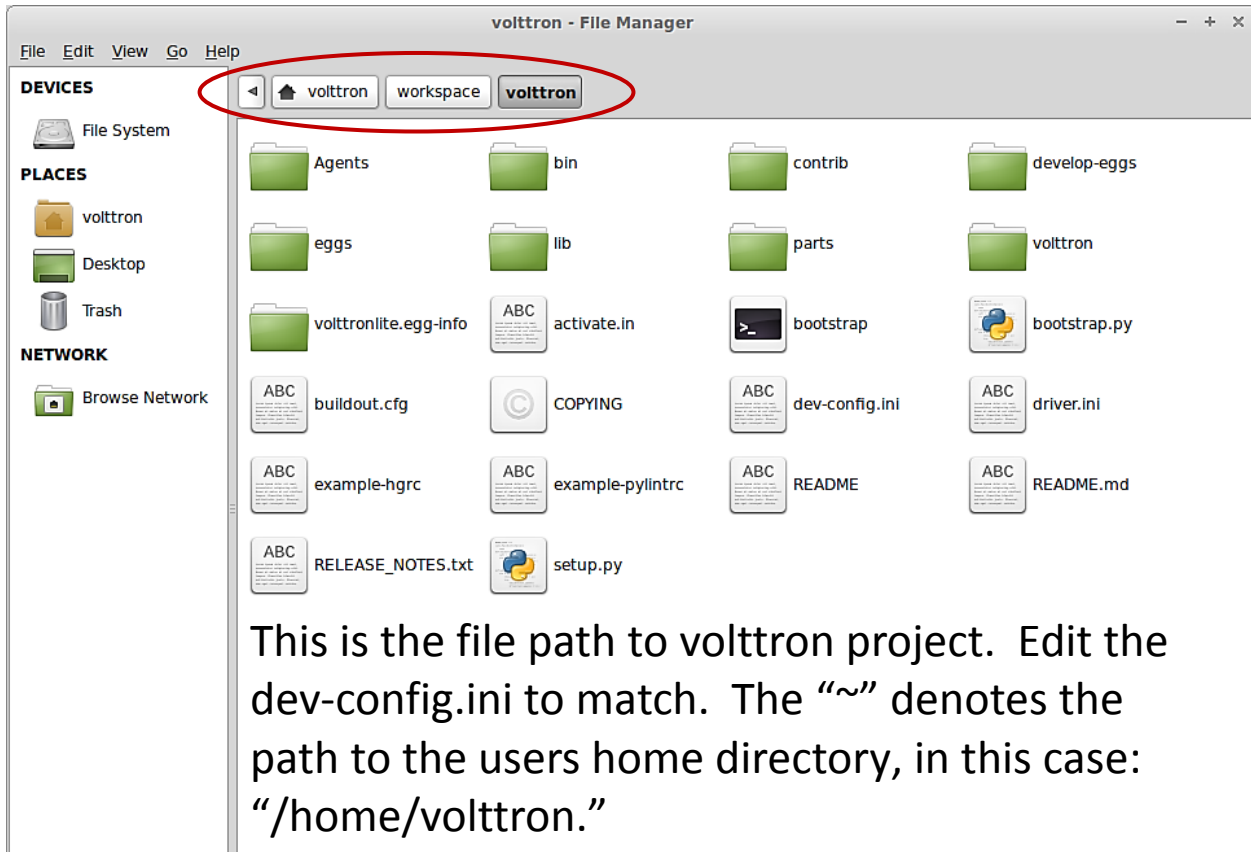 volttron - File Manager
File Edit View Go Help
DEVICES
File System
PLACES
volttron
Desktop
Trash
NETWORK
Browse Network
volttron workspace volttron
Agents bin contrib develop-eggs
eggs lib parts volttron
volttronlite.egg-info activate.in bootstrap bootstrap.py
buildout.cfg COPYING dev-config.ini driver.ini
example-hgrc example-pylintrc README README.md
RELEASE_NOTES.txt setup.py
This is the file path to volttron project.  Edit the
dev-config.ini to match.  The “~” denotes the
path to the users home directory, in this case:
“/home/volttron.”